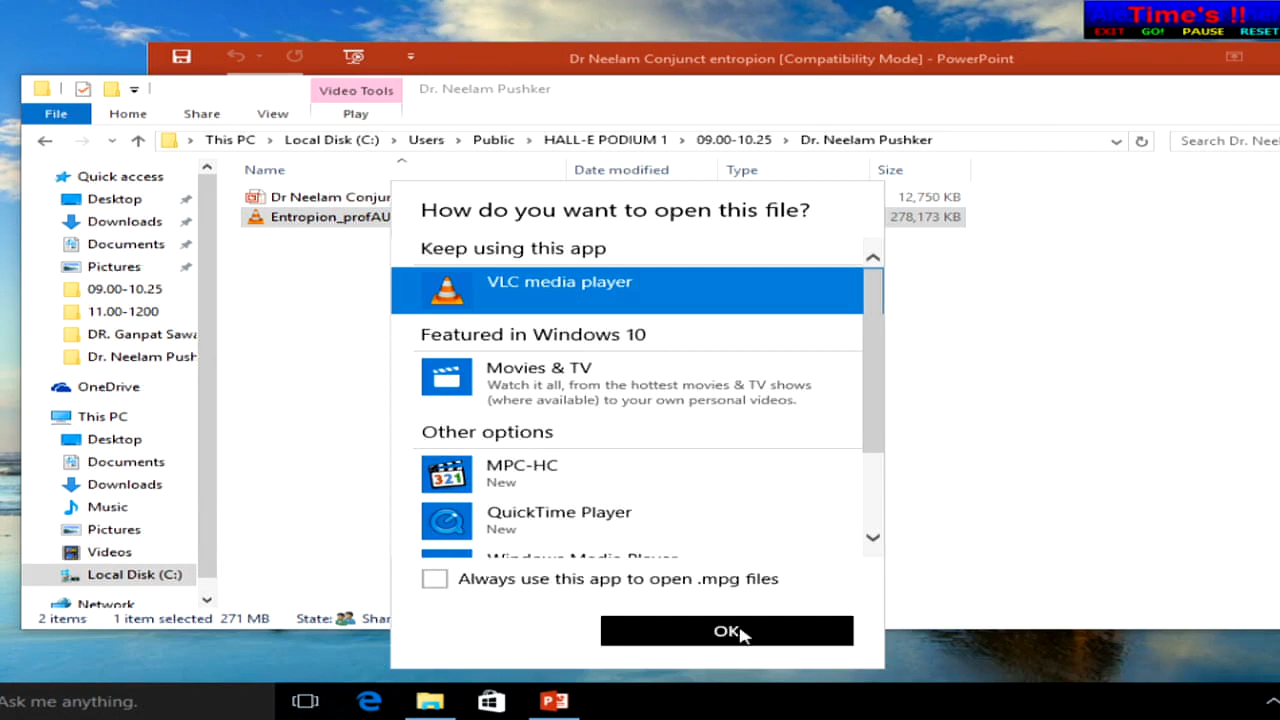 Time's !!
EXIT GO! PAUSE RESET
Dr Neelam Conjunct entropion [Compatibility Mode] - PowerPoint
Video Tools
Dr. Neelam Pushker
File Home Share View Play
This PC Local Disk (C:) Users Public HALL-E PODIUM 1 09.00-10.25 Dr. Neelam Pushker
Search Dr. Neel
Name Date modified Type Size
Quick access
Desktop
Downloads
Documents
Pictures
09.00-10.25
11.00-1200
DR. Ganpat Sawa
Dr. Neelam Push
OneDrive
This PC
Desktop
Documents
Downloads
Music
Pictures
Videos
Local Disk (C:)
Network
Dr Neelam Conjun 12,750 KB
Entropion_profAU 278,173 KB
How do you want to open this file?
Keep using this app
VLC media player
Featured in Windows 10
Movies & TV
Watch it all, from the hottest movies & TV shows
(where available) to your own personal videos.
Other options
MPC-HC
New
QuickTime Player
New
Windows Media Player
Always use this app to open .mpg files
OK
2 items 1 item selected 271 MB State: Shar
Ask me anything.